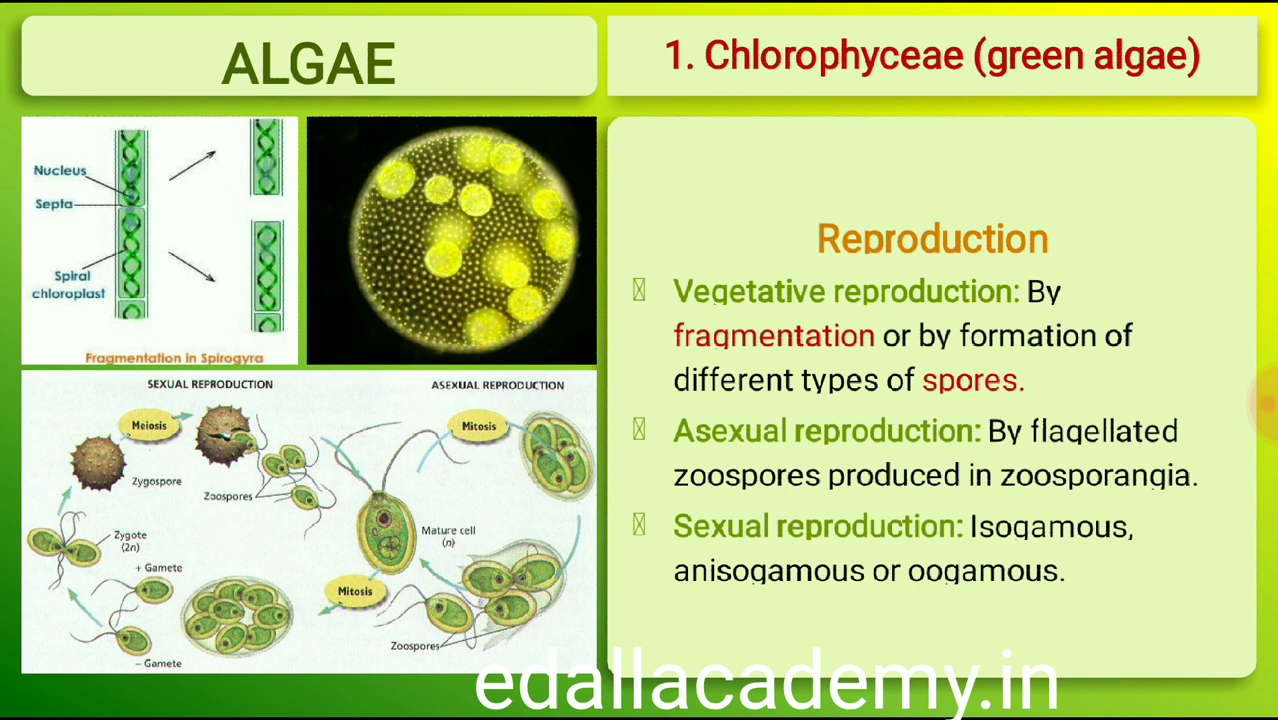 ALGAE
1. Chlorophyceae (green algae)
Nucleus
Septa
Spiral
chloroplast
Fragmentation in Spirogyra
SEXUAL REPRODUCTION
ASEXUAL REPRODUCTION
Meiosis
Mitosis
Zygospore
Zoospores
Mature cell
(n)
Zygote
(2n)
+ Gamete
Mitosis
Zoospores
− Gamete
Reproduction
Vegetative reproduction: By
fragmentation or by formation of
different types of spores.
Asexual reproduction: By flagellated
zoospores produced in zoosporangia.
Sexual reproduction: Isogamous,
anisogamous or oogamous.
edallacademy.in